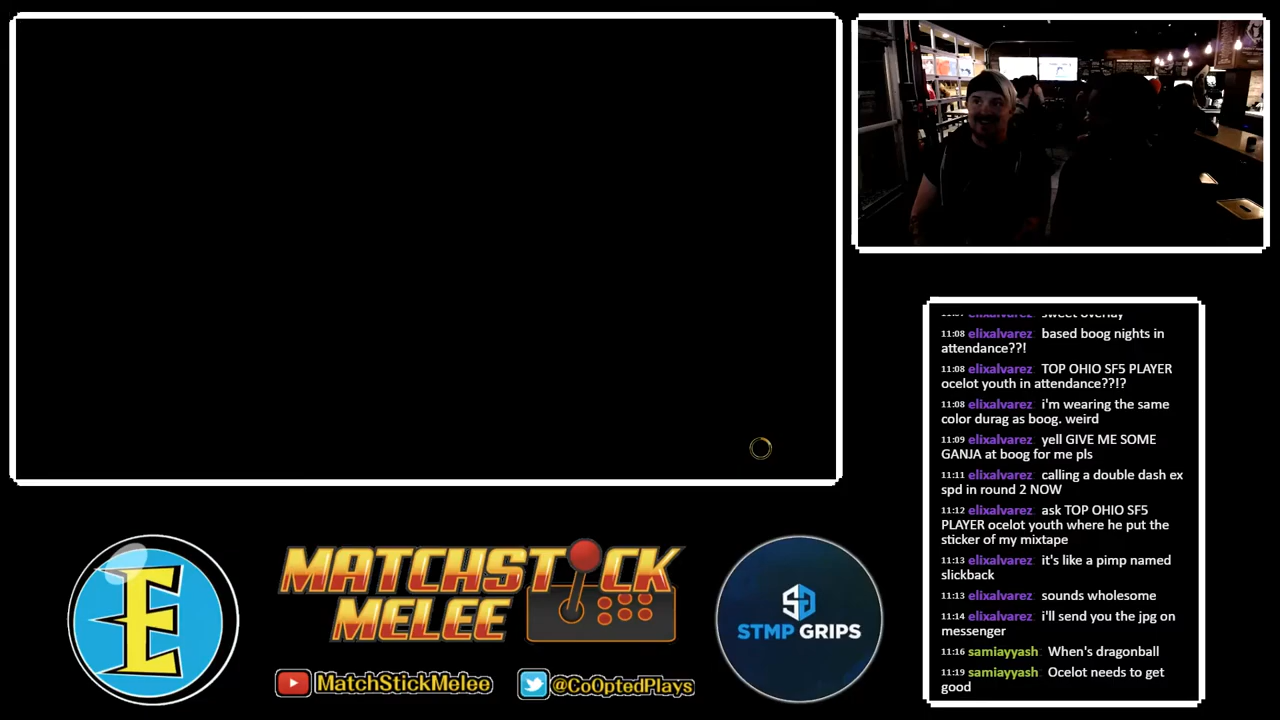 sweet overlay
11:08 elixalvarez: based boog nights in
attendance??!
11:08 elixalvarez: TOP OHIO SF5 PLAYER
ocelot youth in attendance??!?
11:08 elixalvarez: i'm wearing the same
color durag as boog. weird
11:09 elixalvarez: yell GIVE ME SOME
GANJA at boog for me pls
11:11 elixalvarez: calling a double dash ex
spd in round 2 NOW
11:12 elixalvarez: ask TOP OHIO SF5
PLAYER ocelot youth where he put the
sticker of my mixtape
11:13 elixalvarez: it's like a pimp named
slickback
11:13 elixalvarez: sounds wholesome
11:14 elixalvarez: i'll send you the jpg on
messenger
11:16 samiayyash: When's dragonball
11:19 samiayyash: Ocelot needs to get
good
E
MATCHSTICK
MELEE
MatchStickMelee
@CoOptedPlays
SG
STMP GRIPS